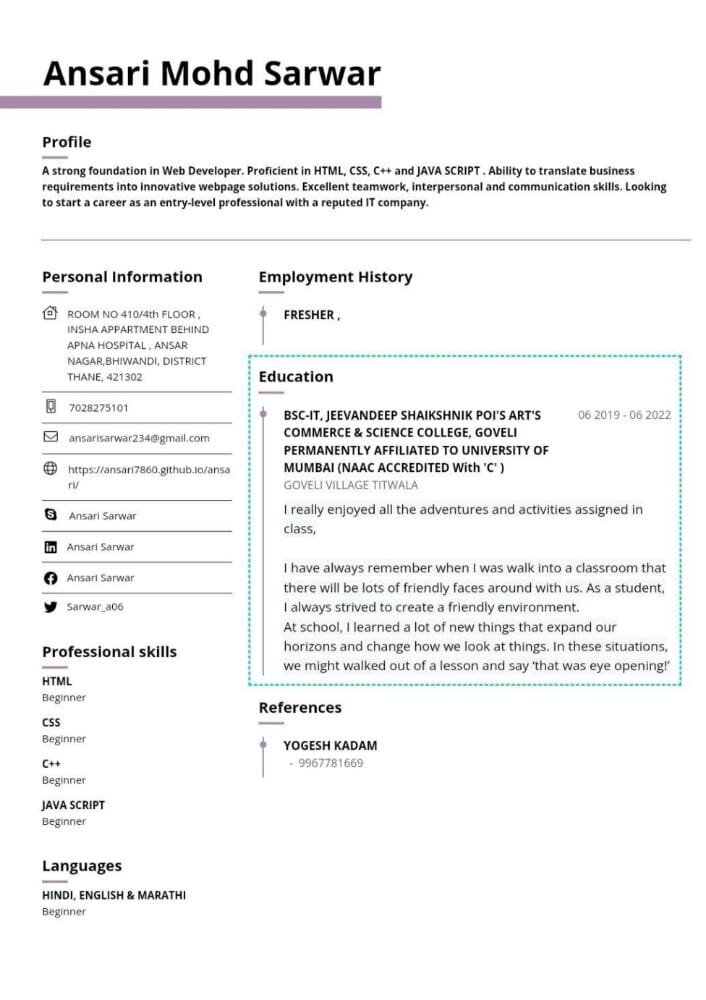 Ansari Mohd Sarwar
Profile
A strong foundation in Web Developer. Proficient in HTML, CSS, C++ and JAVA SCRIPT . Ability to translate business
requirements into innovative webpage solutions. Excellent teamwork, interpersonal and communication skills. Looking
to start a career as an entry-level professional with a reputed IT company.
Personal Information
ROOM NO 410/4th FLOOR ,
INSHA APPARTMENT BEHIND
APNA HOSPITAL , ANSAR
NAGAR,BHIWANDI, DISTRICT
THANE, 421302
7028275101
ansarisarwar234@gmail.com
https://ansari7860.github.io/ansa
ri/
Ansari Sarwar
Ansari Sarwar
Ansari Sarwar
Sarwar_a06
Professional skills
HTML
Beginner
CSS
Beginner
C++
Beginner
JAVA SCRIPT
Beginner
Languages
HINDI, ENGLISH & MARATHI
Beginner
Employment History
FRESHER ,
Education
BSC-IT, JEEVANDEEP SHAIKSHNIK POI'S ART'S
COMMERCE & SCIENCE COLLEGE, GOVELI
PERMANENTLY AFFILIATED TO UNIVERSITY OF
MUMBAI (NAAC ACCREDITED With 'C' )
06 2019 - 06 2022
GOVELI VILLAGE TITWALA
I really enjoyed all the adventures and activities assigned in
class,
I have always remember when I was walk into a classroom that
there will be lots of friendly faces around with us. As a student,
I always strived to create a friendly environment.
At school, I learned a lot of new things that expand our
horizons and change how we look at things. In these situations,
we might walked out of a lesson and say ‘that was eye opening!’
References
YOGESH KADAM
- 9967781669